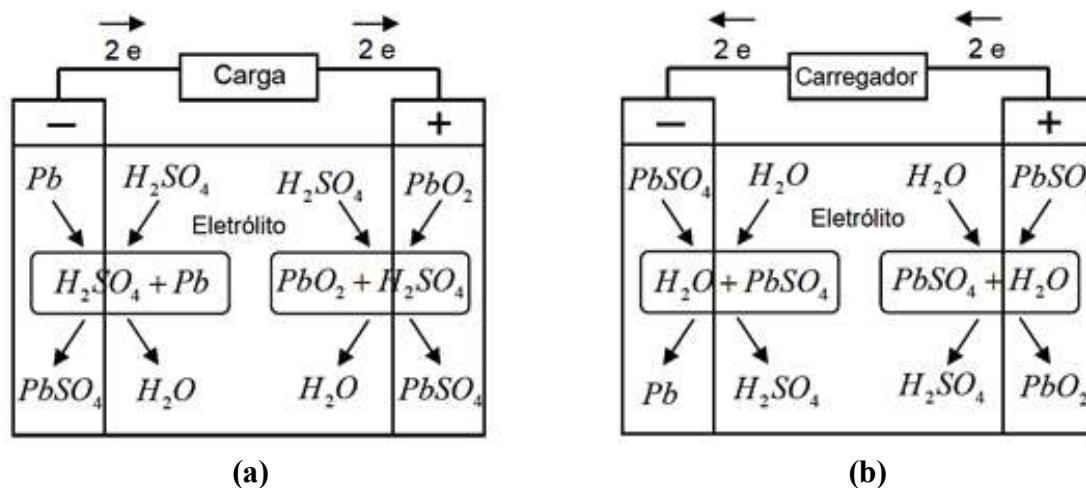 2 e 2 e
Carga
− +
Pb H₂SO₄ H₂SO₄ PbO₂
Eletrólito
H₂SO₄ + Pb PbO₂ + H₂SO₄
PbSO₄ H₂O H₂O PbSO₄
(a)
2 e 2 e
Carregador
− +
PbSO₄ H₂O H₂O PbSO
Eletrólito
H₂O + PbSO₄ PbSO₄ + H₂O
Pb H₂SO₄ H₂SO₄ PbO₂
(b)